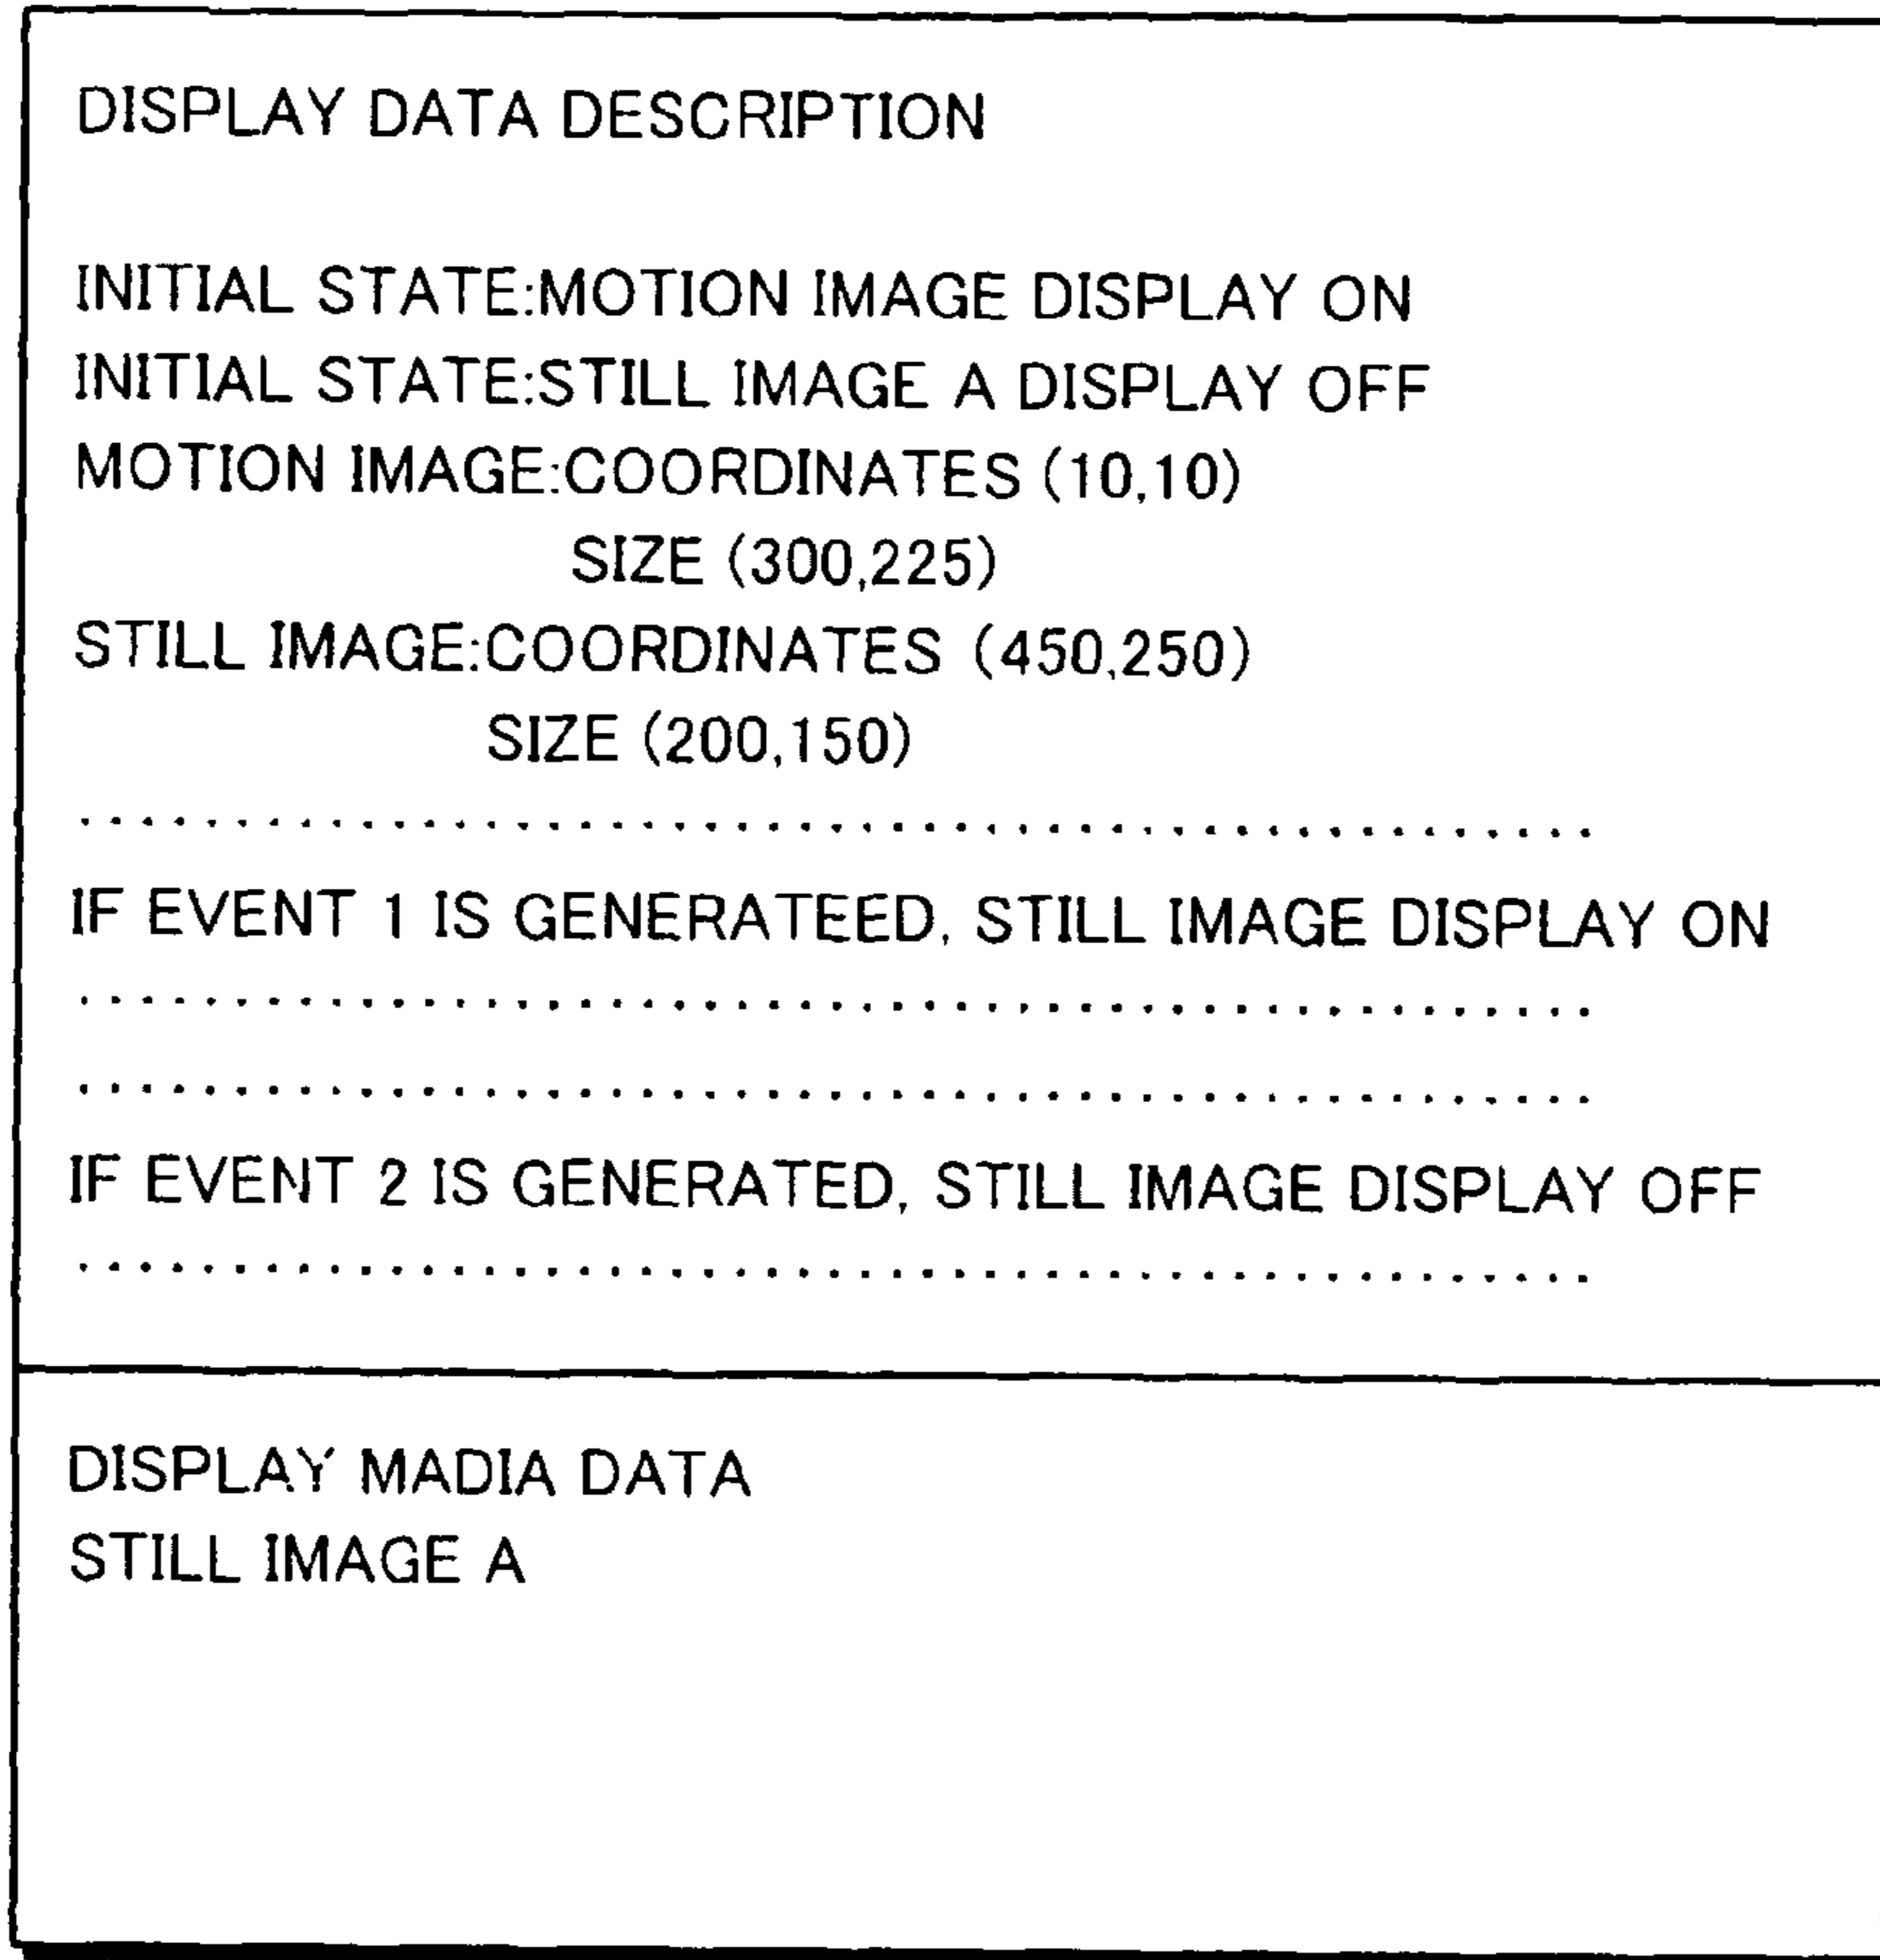 DISPLAY DATA DESCRIPTION
INITIAL STATE:MOTION IMAGE DISPLAY ON
INITIAL STATE:STILL IMAGE A DISPLAY OFF
MOTION IMAGE:COORDINATES (10,10)
SIZE (300,225)
STILL IMAGE:COORDINATES (450,250)
SIZE (200,150)
.................................................
IF EVENT 1 IS GENERATEED, STILL IMAGE DISPLAY ON
.................................................
.................................................
IF EVENT 2 IS GENERATED, STILL IMAGE DISPLAY OFF
.................................................
DISPLAY MADIA DATA
STILL IMAGE A